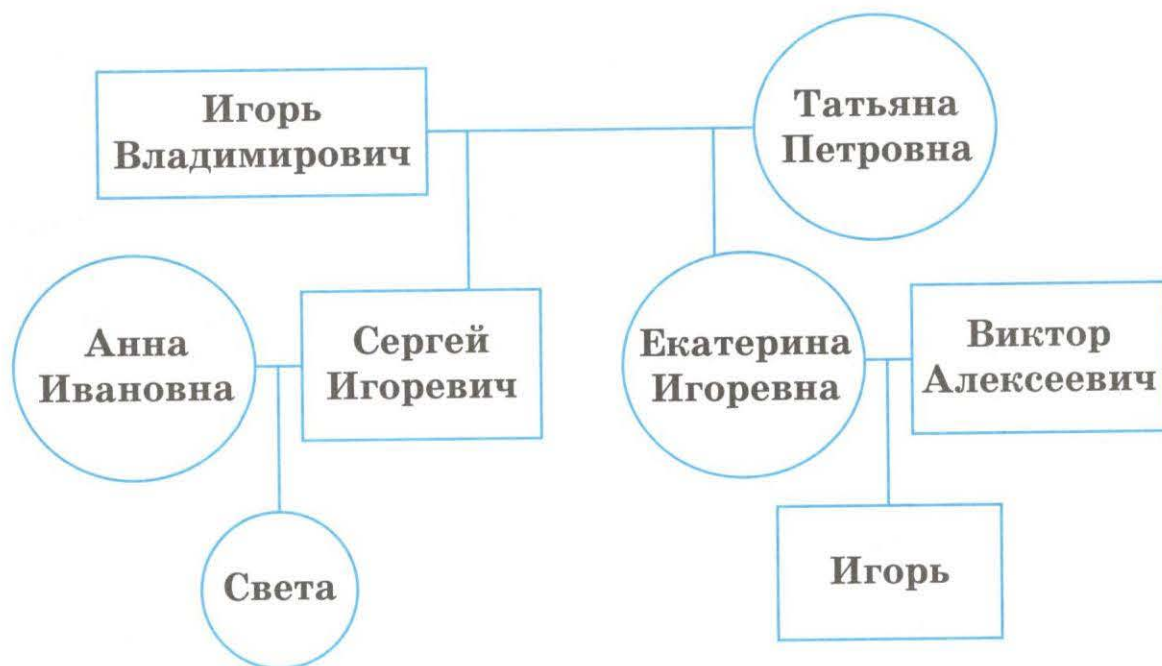 Игорь
Владимирович
Татьяна
Петровна
Анна
Ивановна
Сергей
Игоревич
Екатерина
Игоревна
Виктор
Алексеевич
Света
Игорь